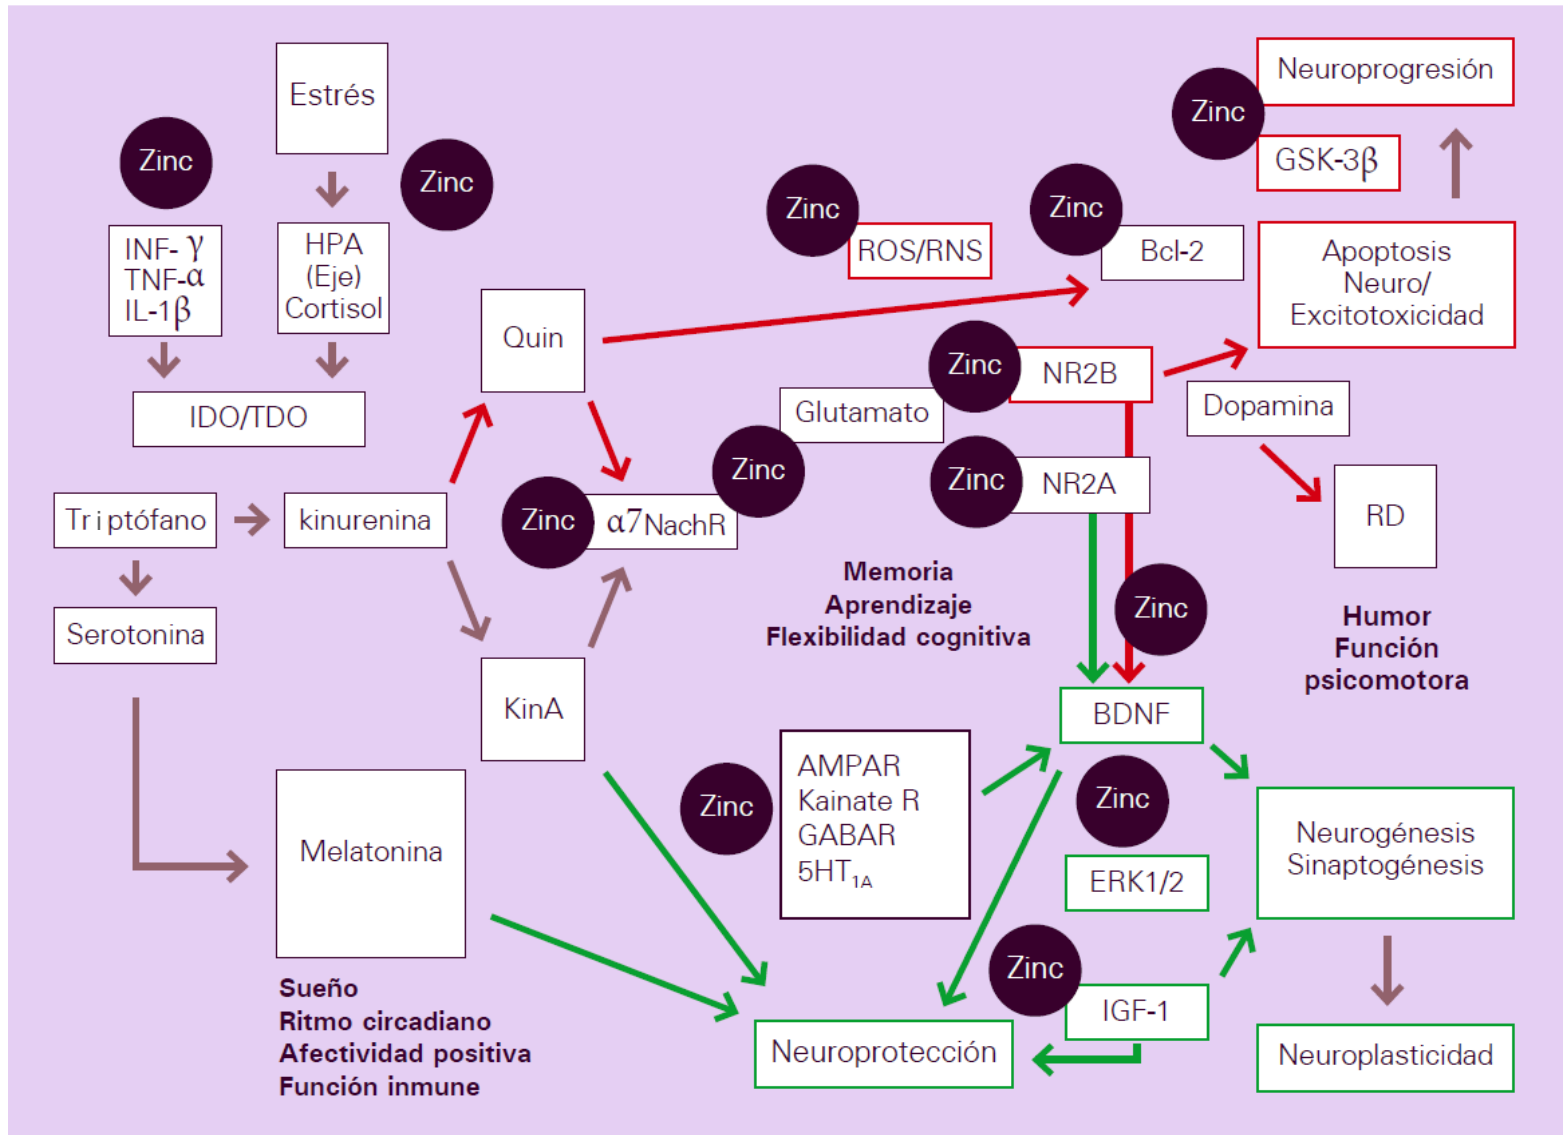 Estrés
Zinc
Zinc
INF- γ
TNF-α
IL-1β
HPA
(Eje)
Cortisol
IDO/TDO
Triptófano
kinurenina
Serotonina
Melatonina
Sueño
Ritmo circadiano
Afectividad positiva
Función inmune
Quin
Zinc
α7NachR
KinA
Zinc
Glutamato
Zinc
ROS/RNS
Zinc
Bcl-2
Zinc
Neuroprogresión
GSK-3β
Apoptosis
Neuro/
Excitotoxicidad
Zinc
NR2B
Zinc
NR2A
Dopamina
RD
Memoria
Aprendizaje
Flexibilidad cognitiva
Zinc
Humor
Función
psicomotora
BDNF
Zinc
AMPAR
Kainate R
GABAR
5HT1A
Zinc
ERK1/2
Neurogénesis
Sinaptogénesis
Zinc
IGF-1
Neuroprotección
Neuroplasticidad